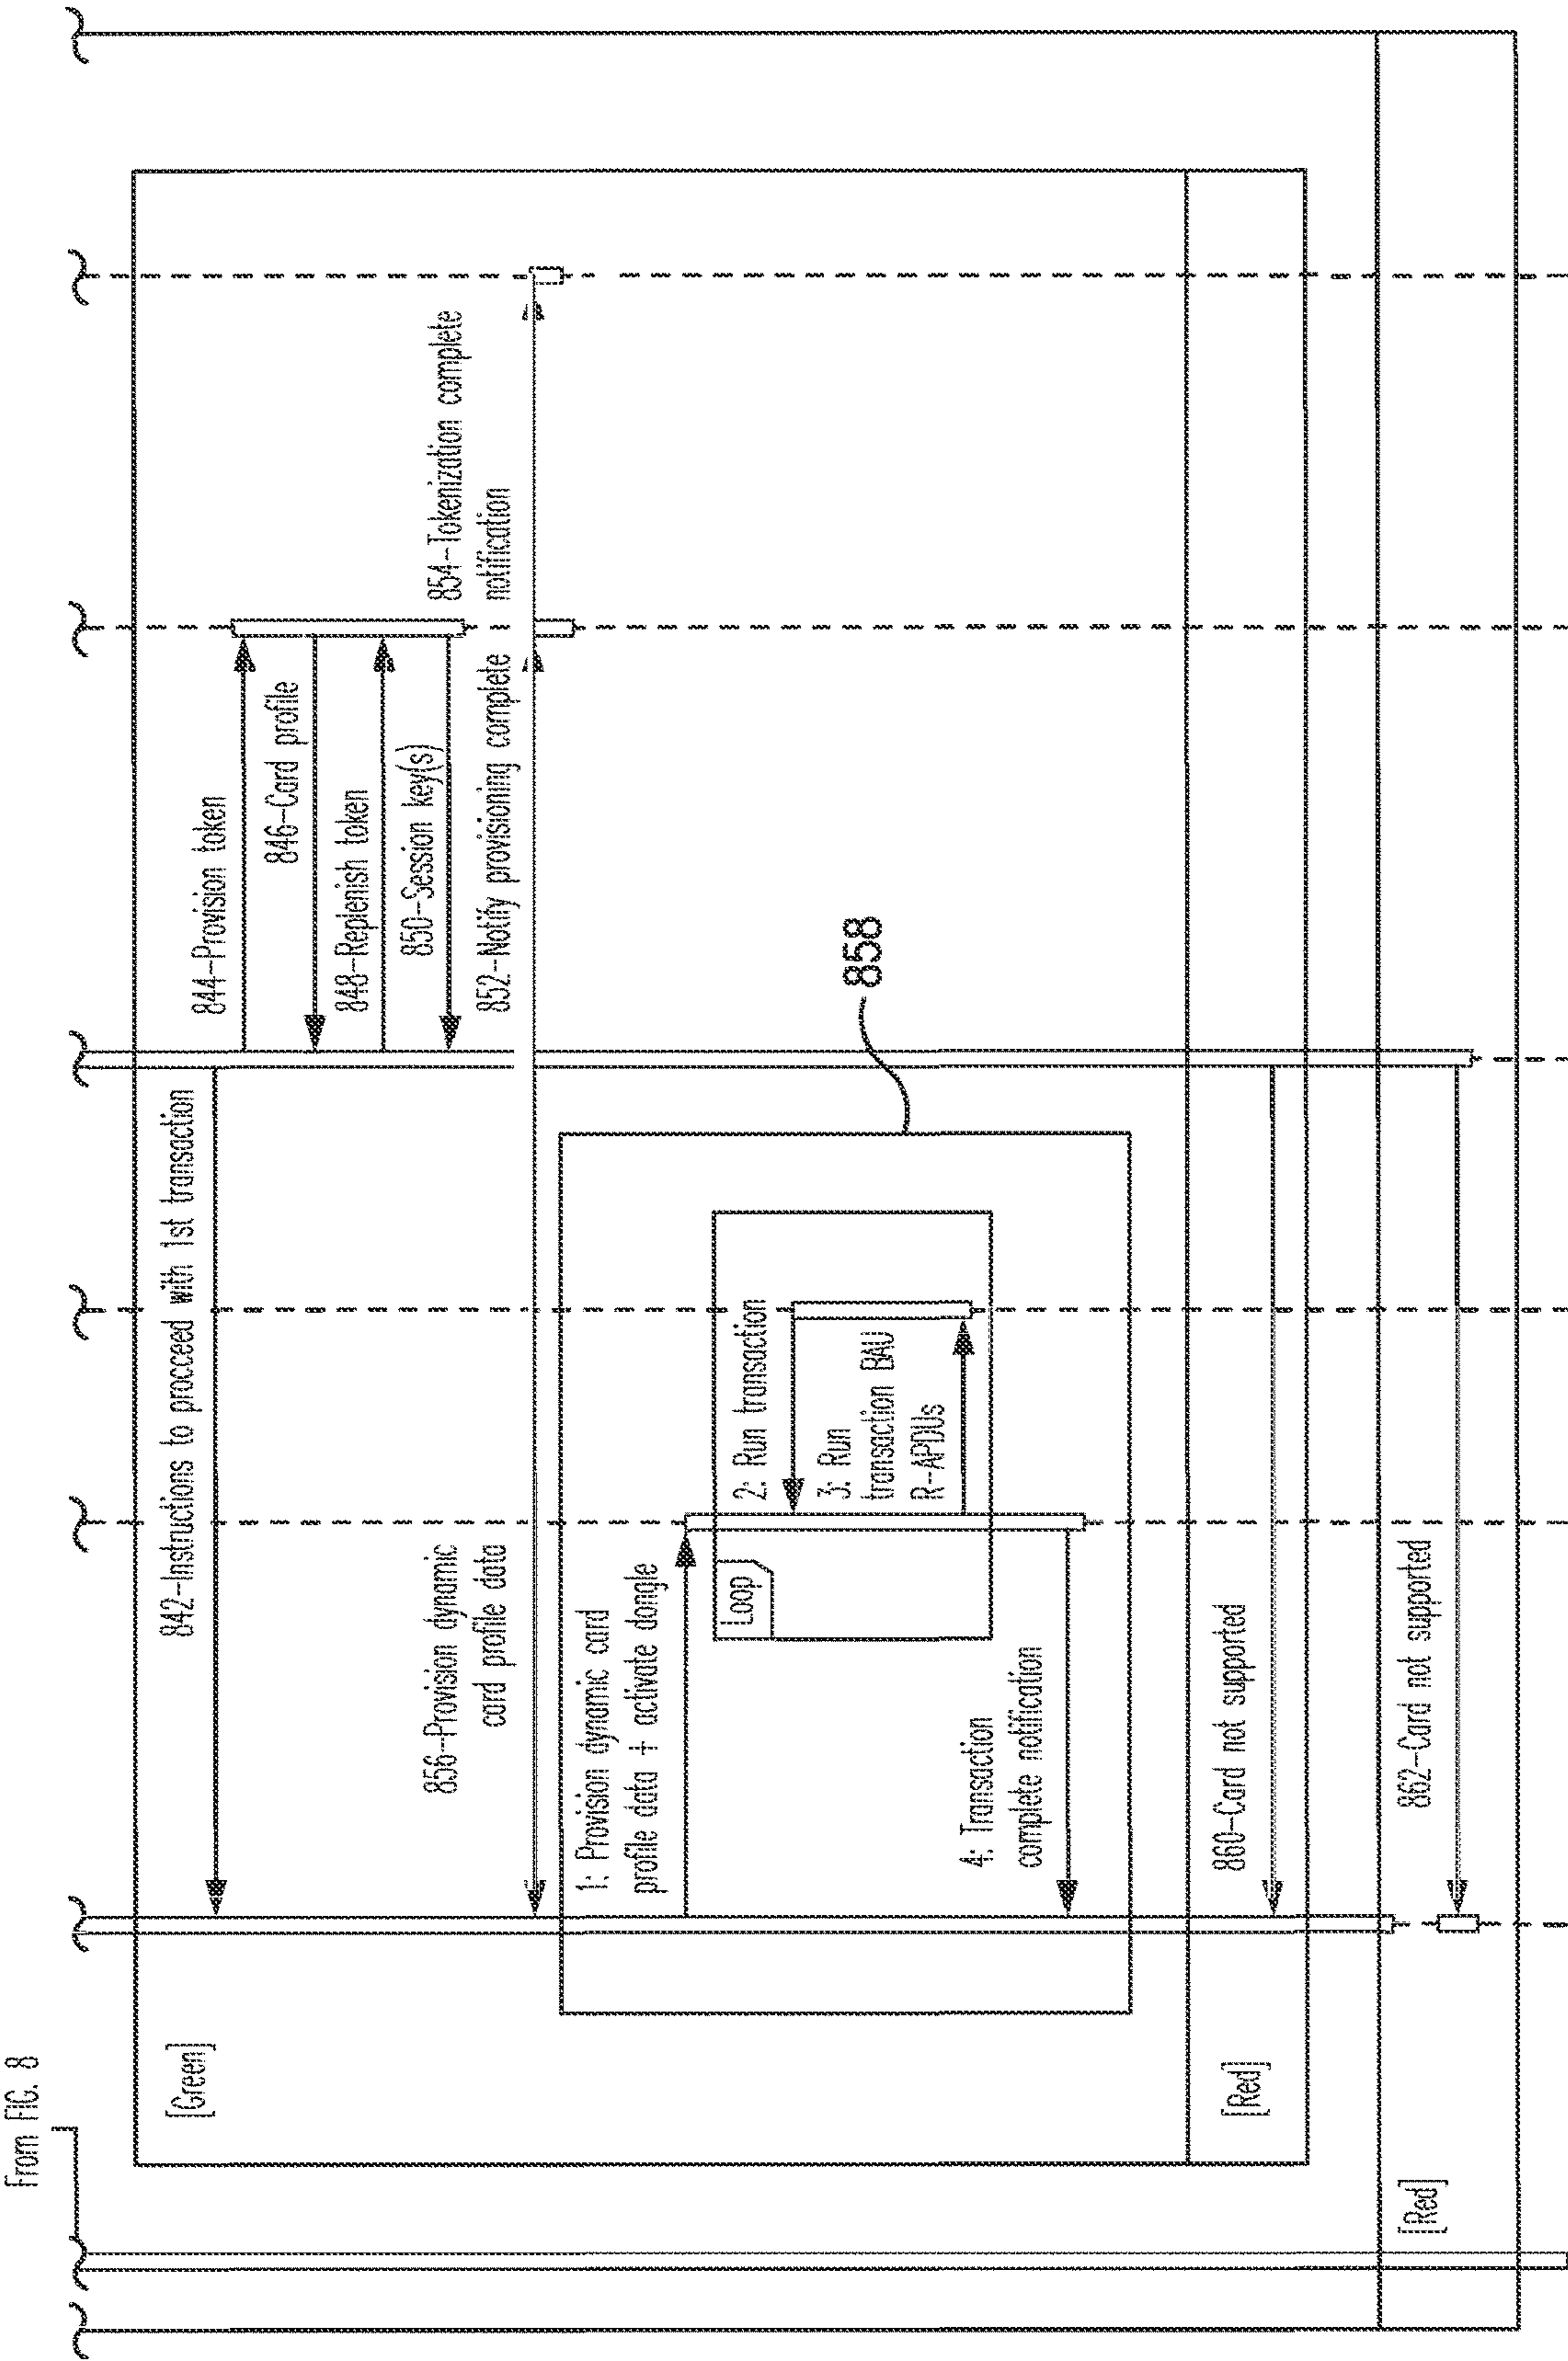 From FIG. 8
[Green]
842-Instructions to procceed with 1st transaction
844-Provision token
846-Card profile
848-Replenish token
850-Session key(s)
852-Notify provisioning complete
854-Tokenization complete
notification
856-Provision dynamic
card profile data
858
1: Provision dynamic card
profile data + activate dongle
Loop
2: Run transaction
3: Run
transaction BAU
R-APDUs
4: Transaction
complete notification
[Red]
860-Card not supported
[Red]
862-Card not supported